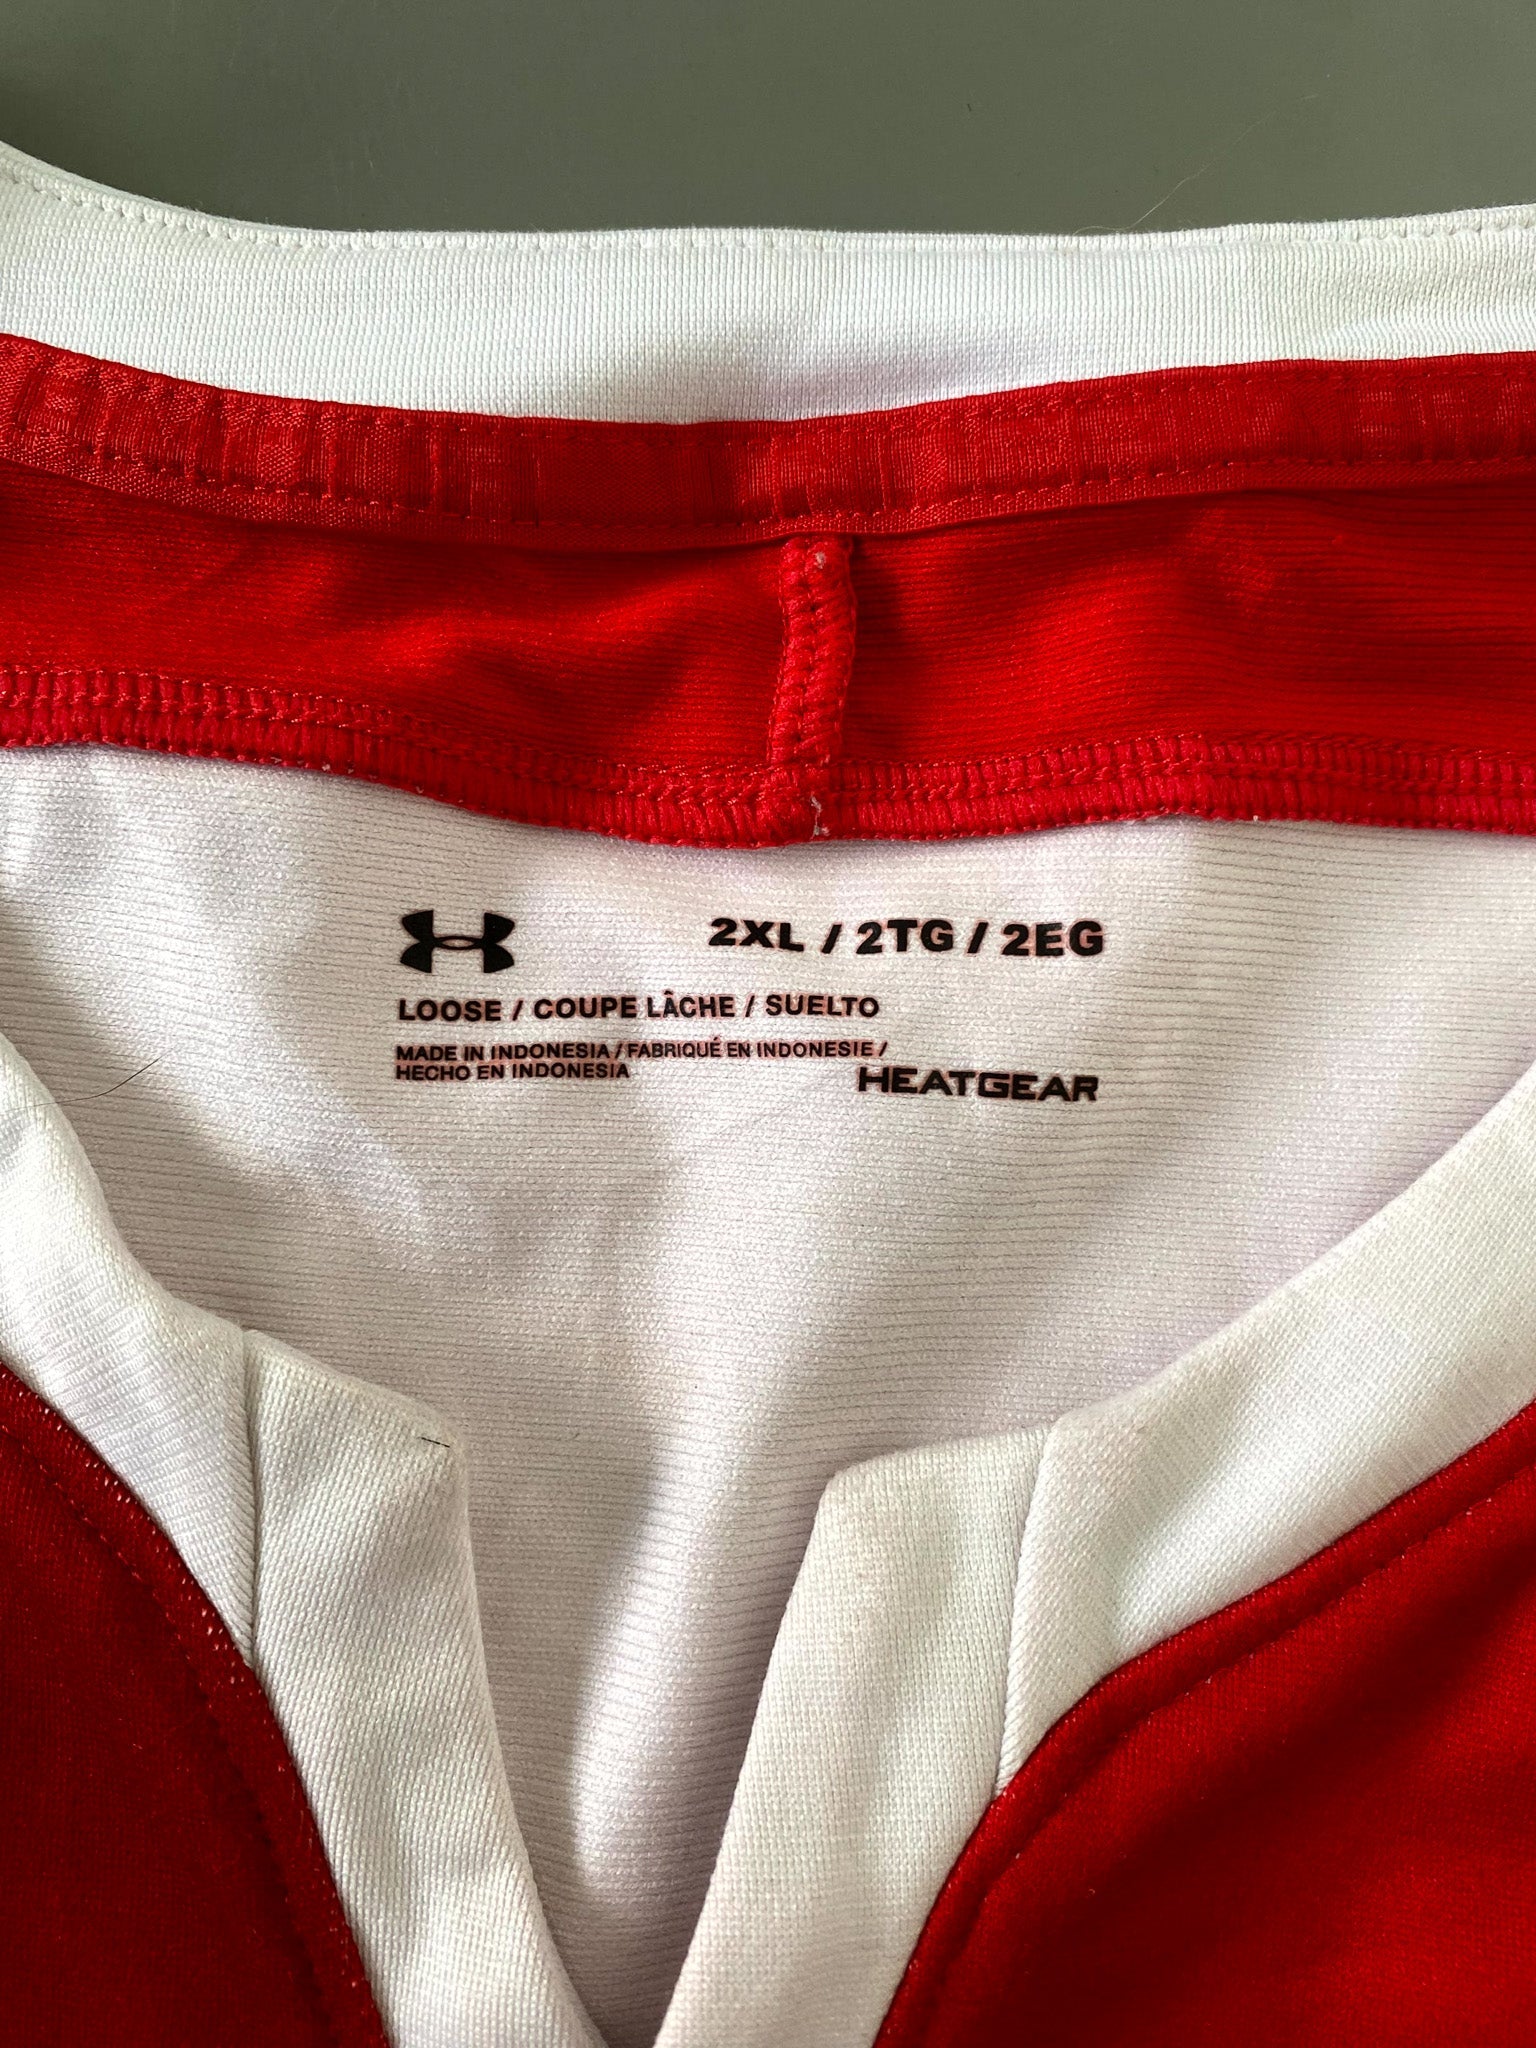 2XL / 2TG / 2EG
LOOSE / COUPE LÂCHE / SUELTO
MADE IN INDONESIA / FABRIQUÉ EN INDONESIE /
HECHO EN INDONESIA
HEATGEAR